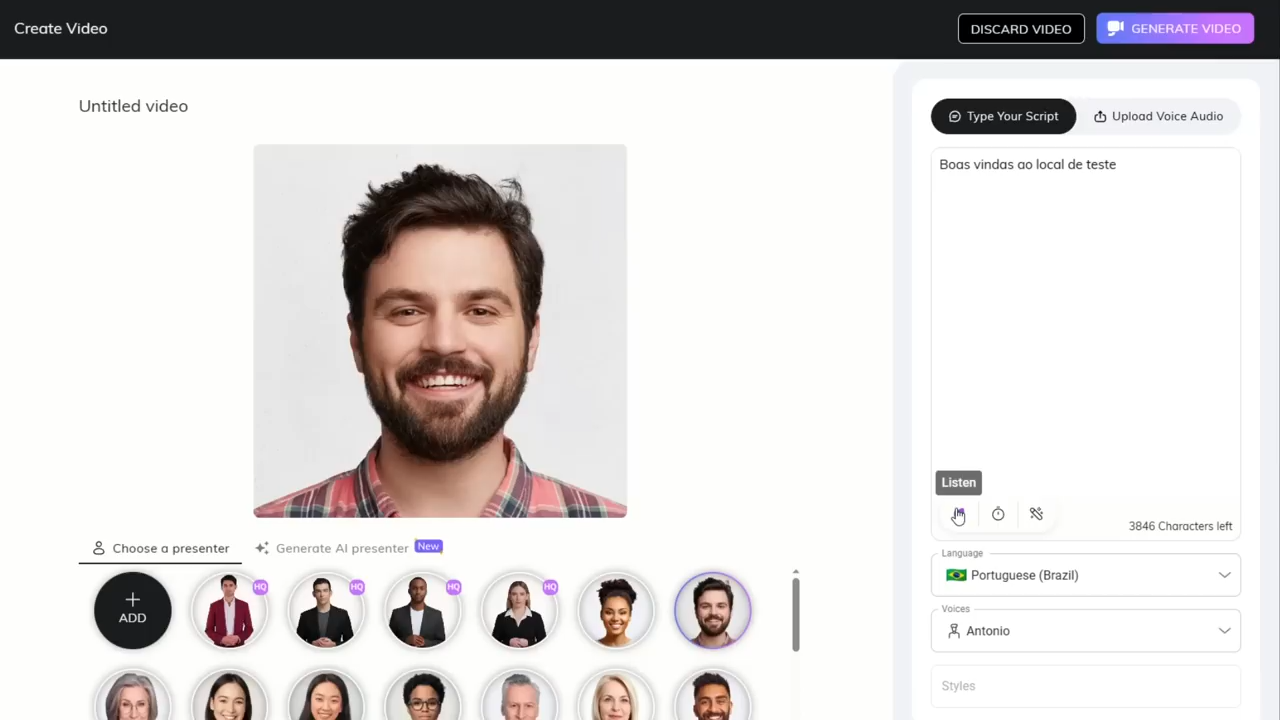 Create Video
DISCARD VIDEO
GENERATE VIDEO
Untitled video
Type Your Script
Upload Voice Audio
Boas vindas ao local de teste
Listen
3846 Characters left
Choose a presenter
Generate AI presenter
New
Language
Portuguese (Brazil)
Voices
Antonio
Styles
ADD
HQ
HQ
HQ
HQ